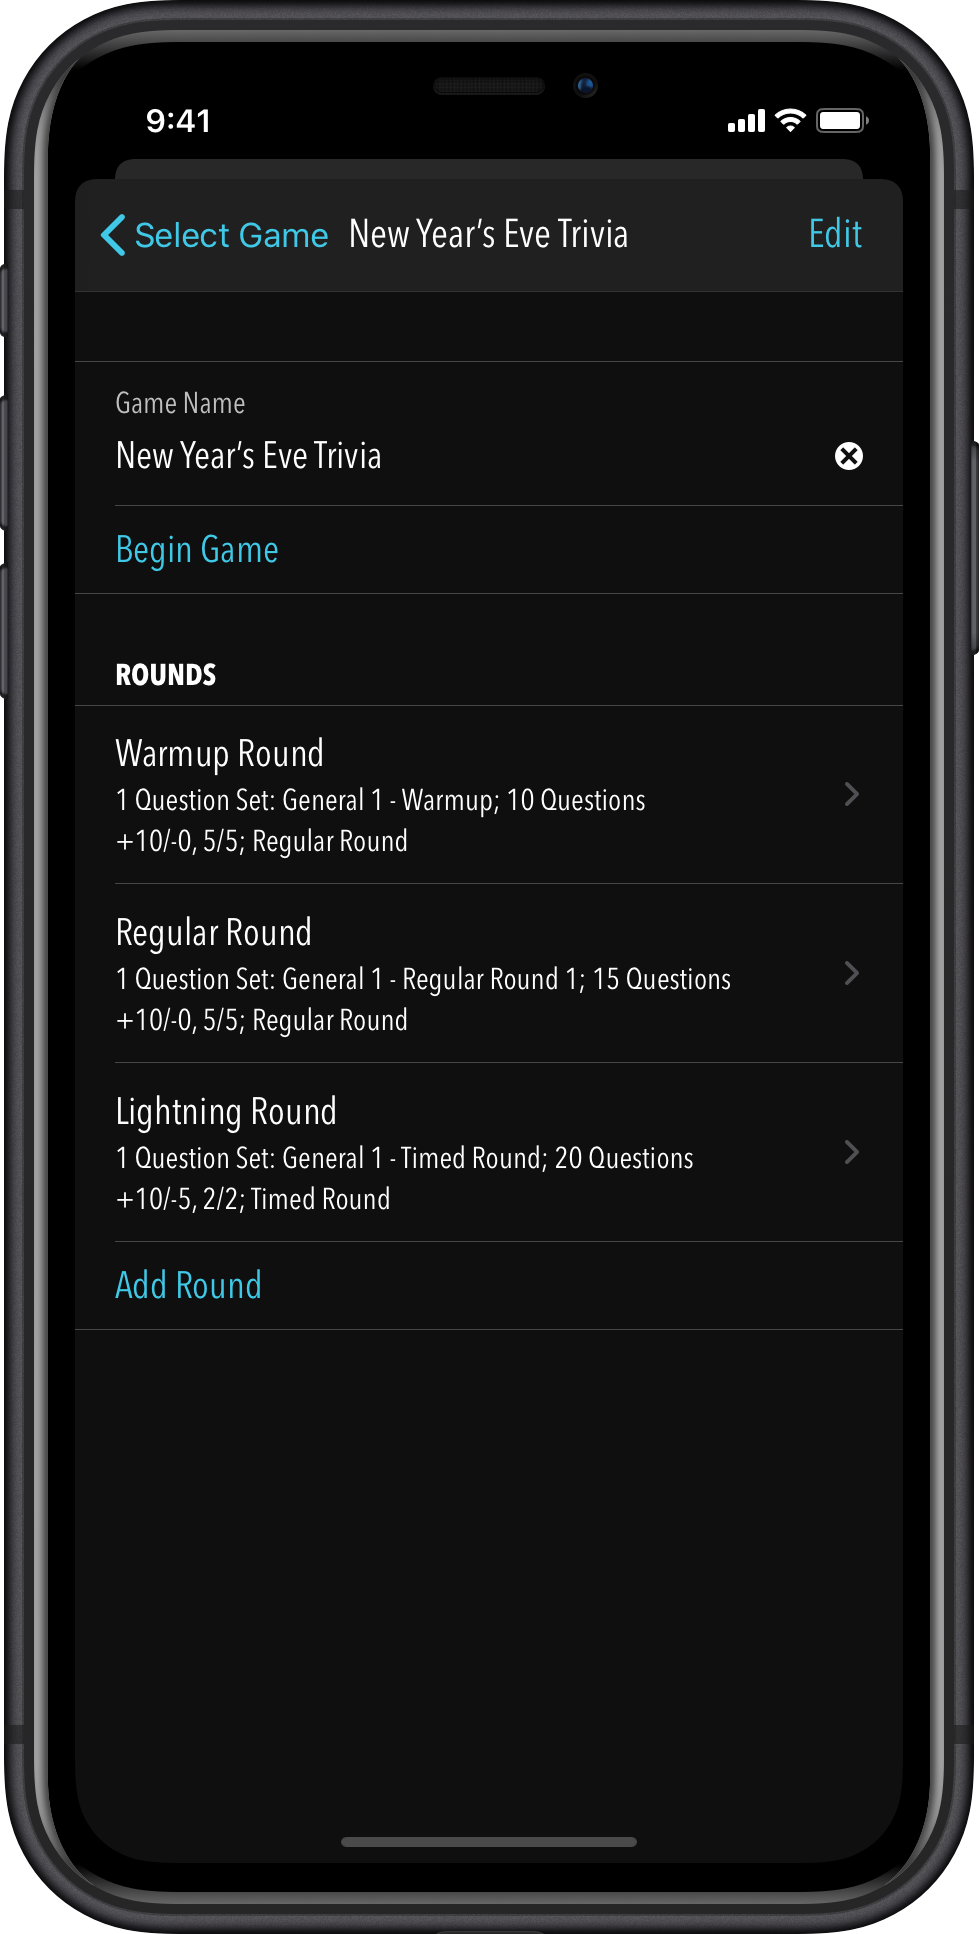 9:41
Select Game New Year’s Eve Trivia Edit
Game Name
New Year’s Eve Trivia
Begin Game
ROUNDS
Warmup Round
1 Question Set: General 1 - Warmup; 10 Questions
+10/-0, 5/5; Regular Round
Regular Round
1 Question Set: General 1 - Regular Round 1; 15 Questions
+10/-0, 5/5; Regular Round
Lightning Round
1 Question Set: General 1 - Timed Round; 20 Questions
+10/-5, 2/2; Timed Round
Add Round